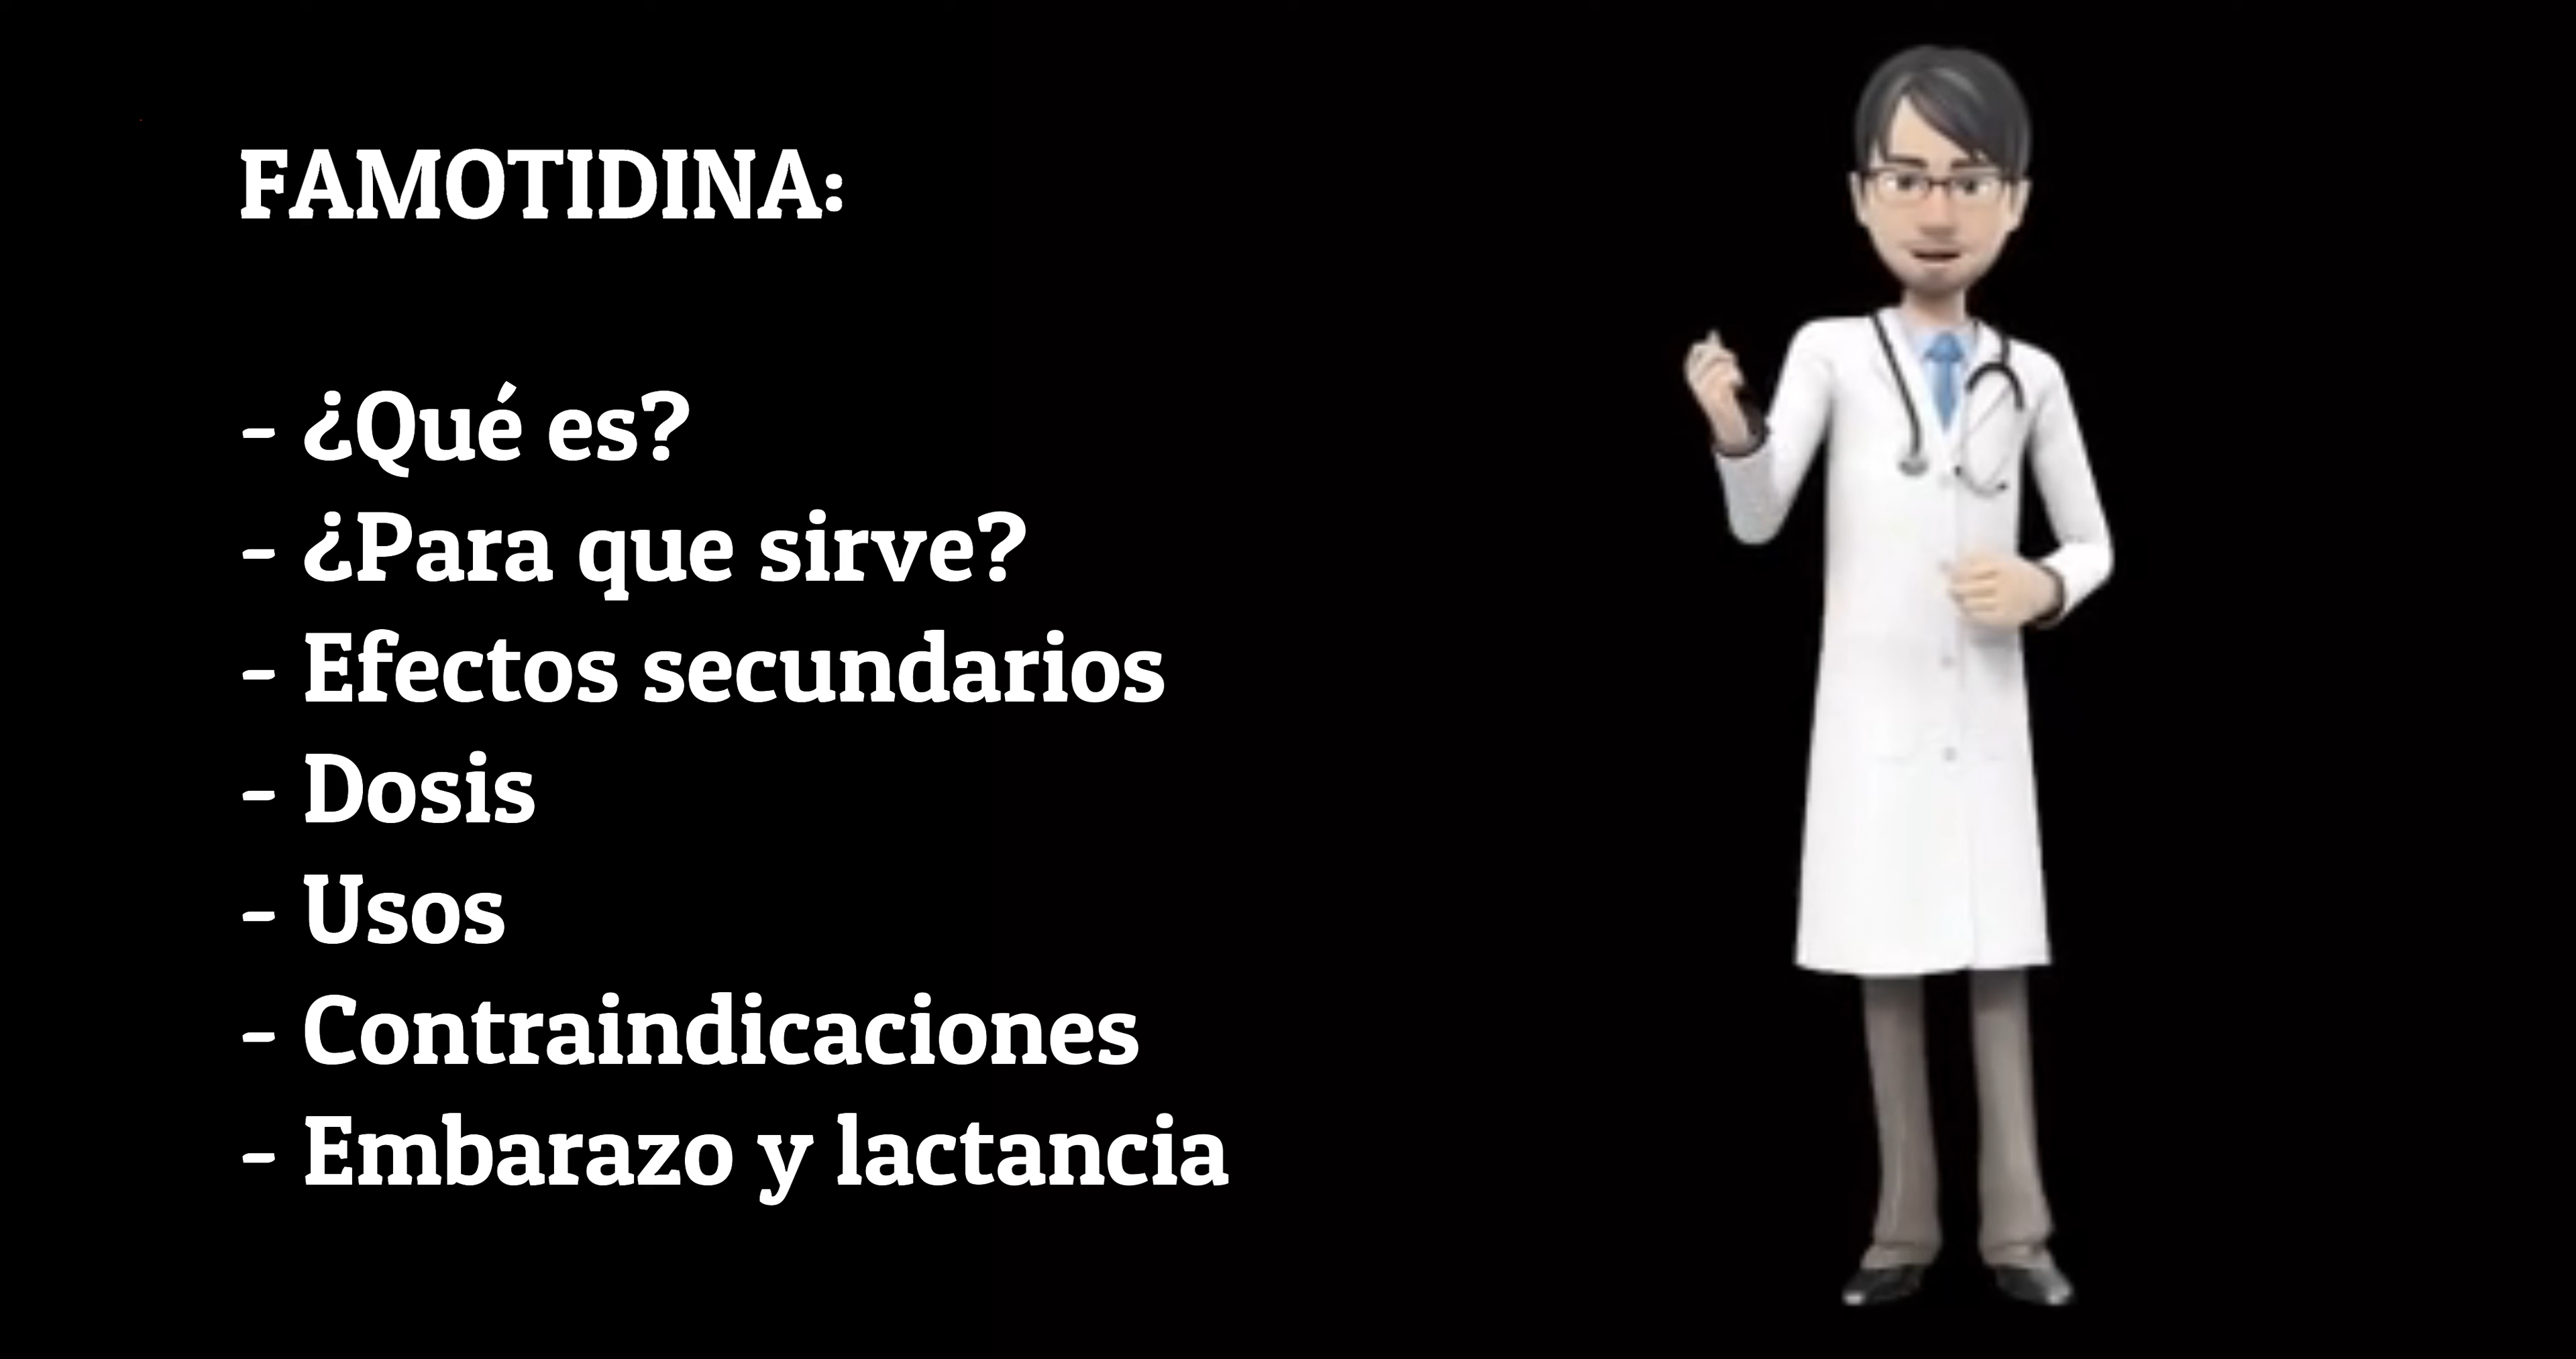 FAMOTIDINA:
- ¿Qué es?
- ¿Para que sirve?
- Efectos secundarios
- Dosis
- Usos
- Contraindicaciones
- Embarazo y lactancia